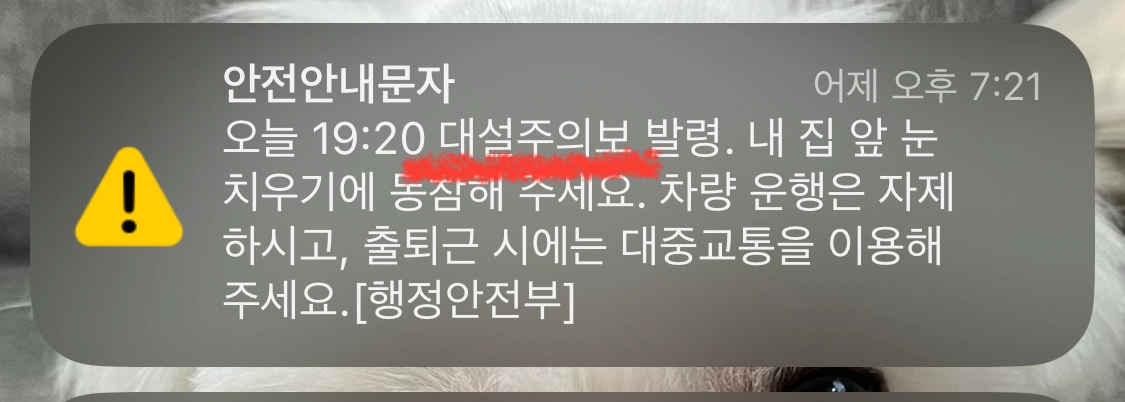 안전안내문자
어제 오후 7:21
오늘 19:20 대설주의보 발령. 내 집 앞 눈
치우기에 동참해 주세요. 차량 운행은 자제
하시고, 출퇴근 시에는 대중교통을 이용해
주세요.[행정안전부]